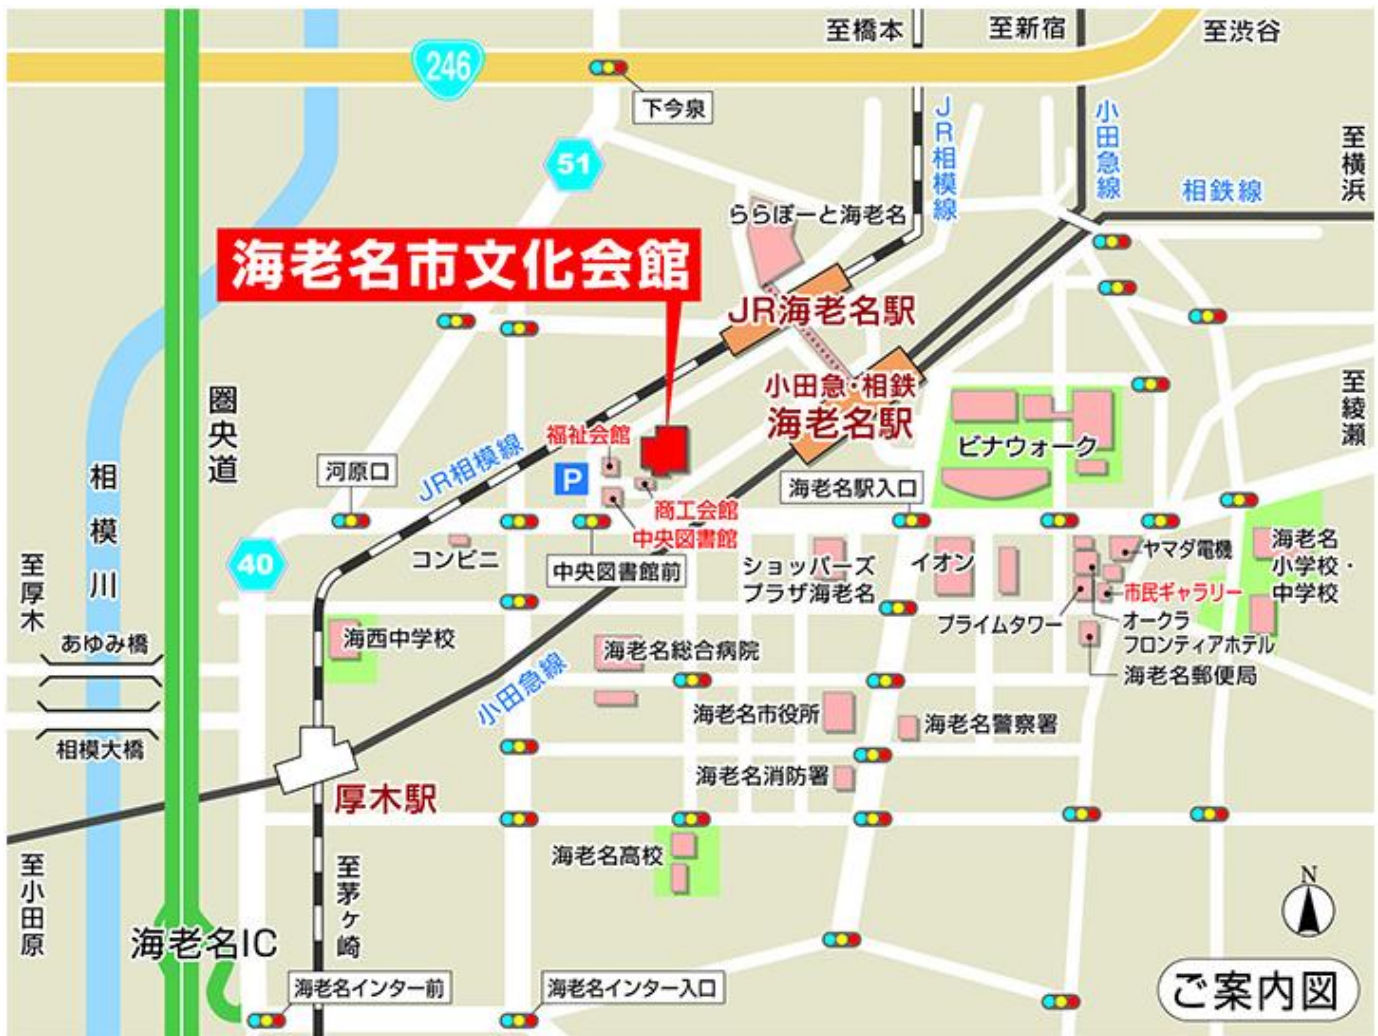 至橋本
至新宿
至渋谷
246
下今泉
51
JR相模線
小田急線
至横浜
相鉄線
ららぽーと海老名
海老名市文化会館
JR海老名駅
小田急・相鉄
海老名駅
圏央道
至綾瀬
福祉会館
ビナウォーク
河原口
JR相模線
P
海老名駅入口
相模川
商工会館
中央図書館
コンビニ
中央図書館前
ショッパーズ
プラザ海老名
イオン
ヤマダ電機
海老名
小学校・
中学校
40
至厚木
市民ギャラリー
プライムタワー
オークラ
フロンティアホテル
あゆみ橋
海西中学校
海老名総合病院
海老名郵便局
小田急線
海老名市役所
海老名警察署
相模大橋
海老名消防署
厚木駅
海老名高校
至小田原
至茅ヶ崎
N
海老名IC
海老名インター前
海老名インター入口
ご案内図